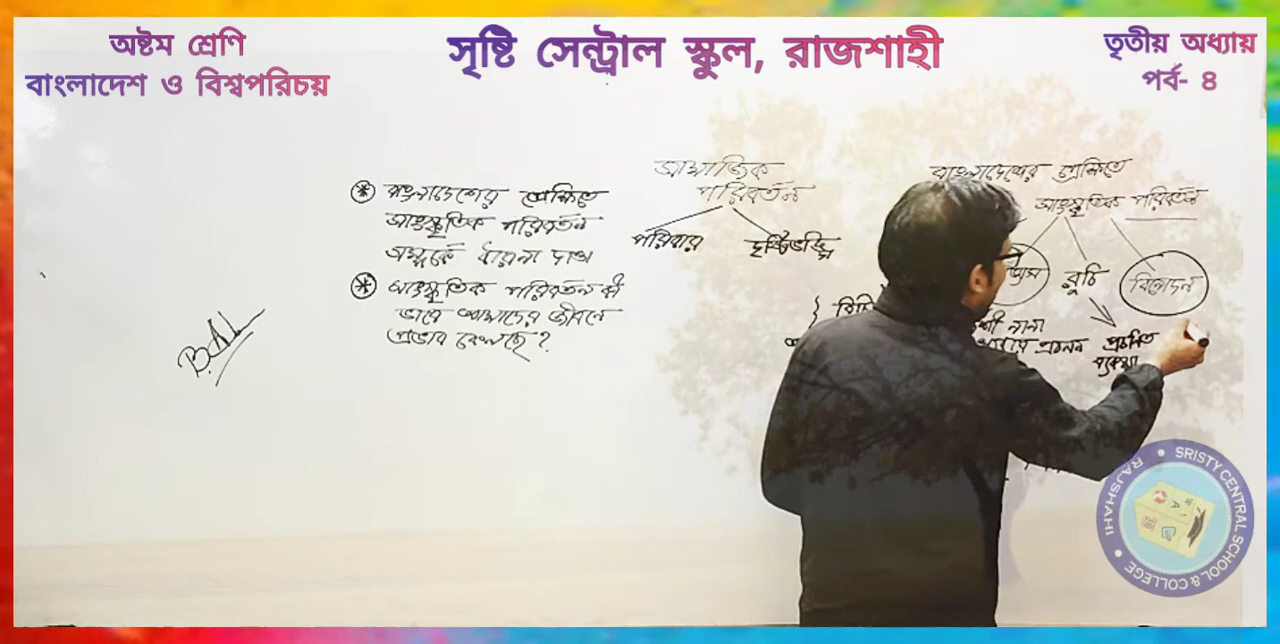 অষ্টম শ্রেণি
বাংলাদেশ ও বিশ্বপরিচয়
সৃষ্টি সেন্ট্রাল স্কুল, রাজশাহী
তৃতীয় অধ্যায়
পর্ব- ৪
বাংলাদেশের প্রেক্ষিতে
সাংস্কৃতিক পরিবর্তন
সম্পর্কে ধারনা দাও
সাংস্কৃতিক পরিবর্তন কী
ভাবে আমাদের জীবনে
প্রভাব ফেলছে?
সামাজিক
পরিবর্তন
পরিবার
দৃষ্টিভঙ্গি
বাংলাদেশের প্রেক্ষিতে
সাংস্কৃতিক পরিবর্তন
রুচি
বিনোদন
নানা
প্রচলিত
SRISTY CENTRAL SCHOOL & COLLEGE
RAJSHAHI